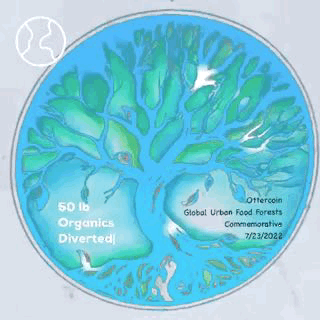 50 lb
Organics
Diverted|
Ottercoin
Global Urban Food Forests
Commemorative
7/23/2022